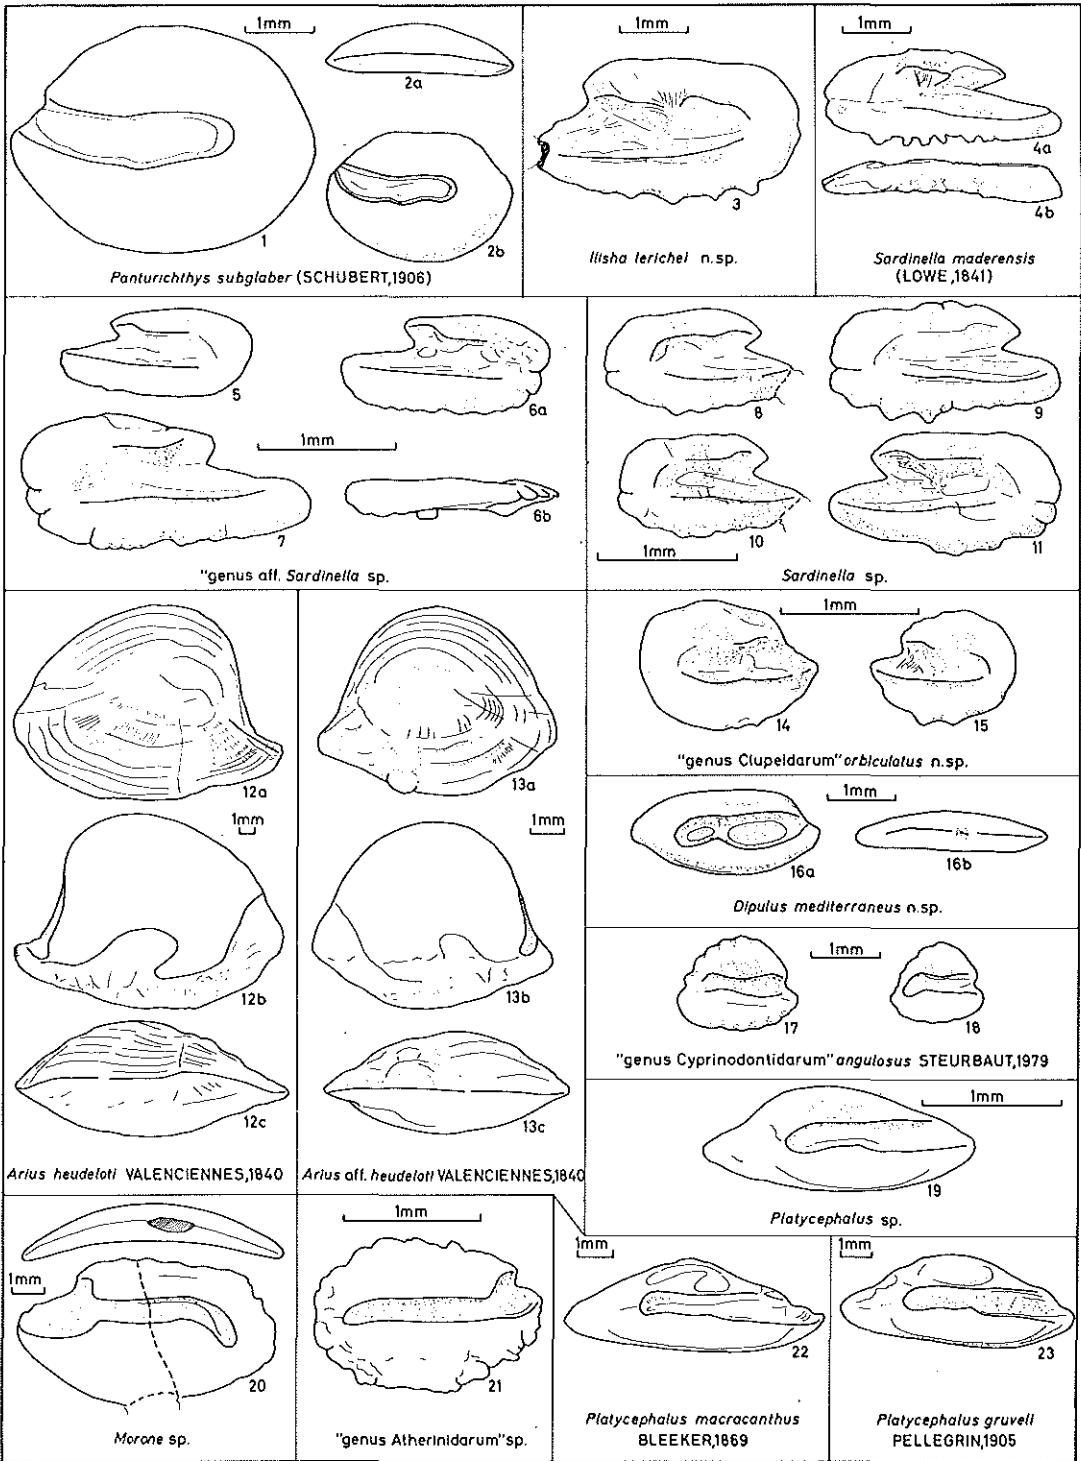 1mm
2a
1
2b
Panturichthys subglaber (SCHUBERT,1906)
1mm
3
Ilisha lerichei n.sp.
1mm
4a
4b
Sardinella maderensis
(LOWE,1841)
5
6a
1mm
7
6b
"genus aff. Sardinella sp.
8
9
10
11
1mm
Sardinella sp.
12a
1mm
12b
12c
Arius heudeloti VALENCIENNES,1840
13a
1mm
13b
13c
Arius aff. heudeloti VALENCIENNES,1840
1mm
14
15
"genus Clupeidarum" orbiculatus n.sp.
1mm
16a
16b
Dipulus mediterraneus n.sp.
1mm
17
18
"genus Cyprinodontidarum" angulosus STEURBAUT,1979
1mm
19
Platycephalus sp.
1mm
20
Morone sp.
1mm
21
"genus Atherinidarum" sp.
1mm
22
Platycephalus macracanthus
BLEEKER,1869
1mm
23
Platycephalus gruveli
PELLEGRIN,1905